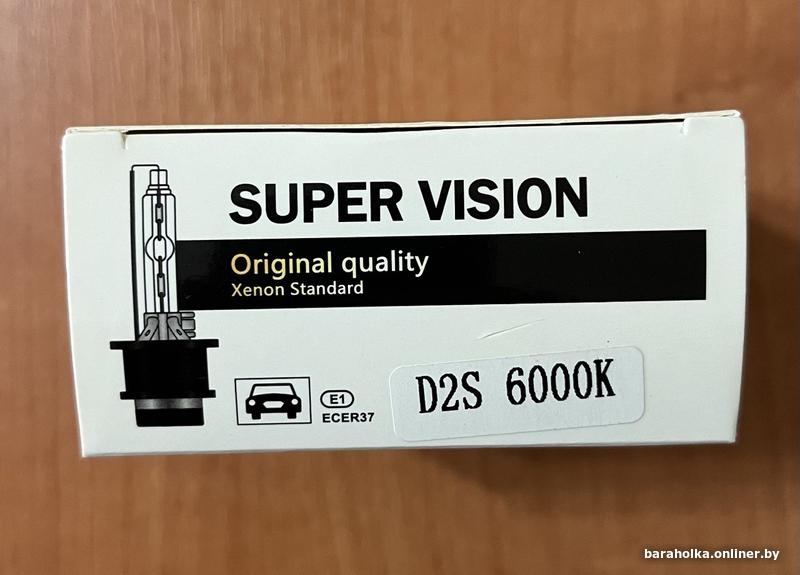 SUPER VISION
Original quality
Xenon Standard
E1
ECER37
D2S 6000K
baraholka.onliner.by